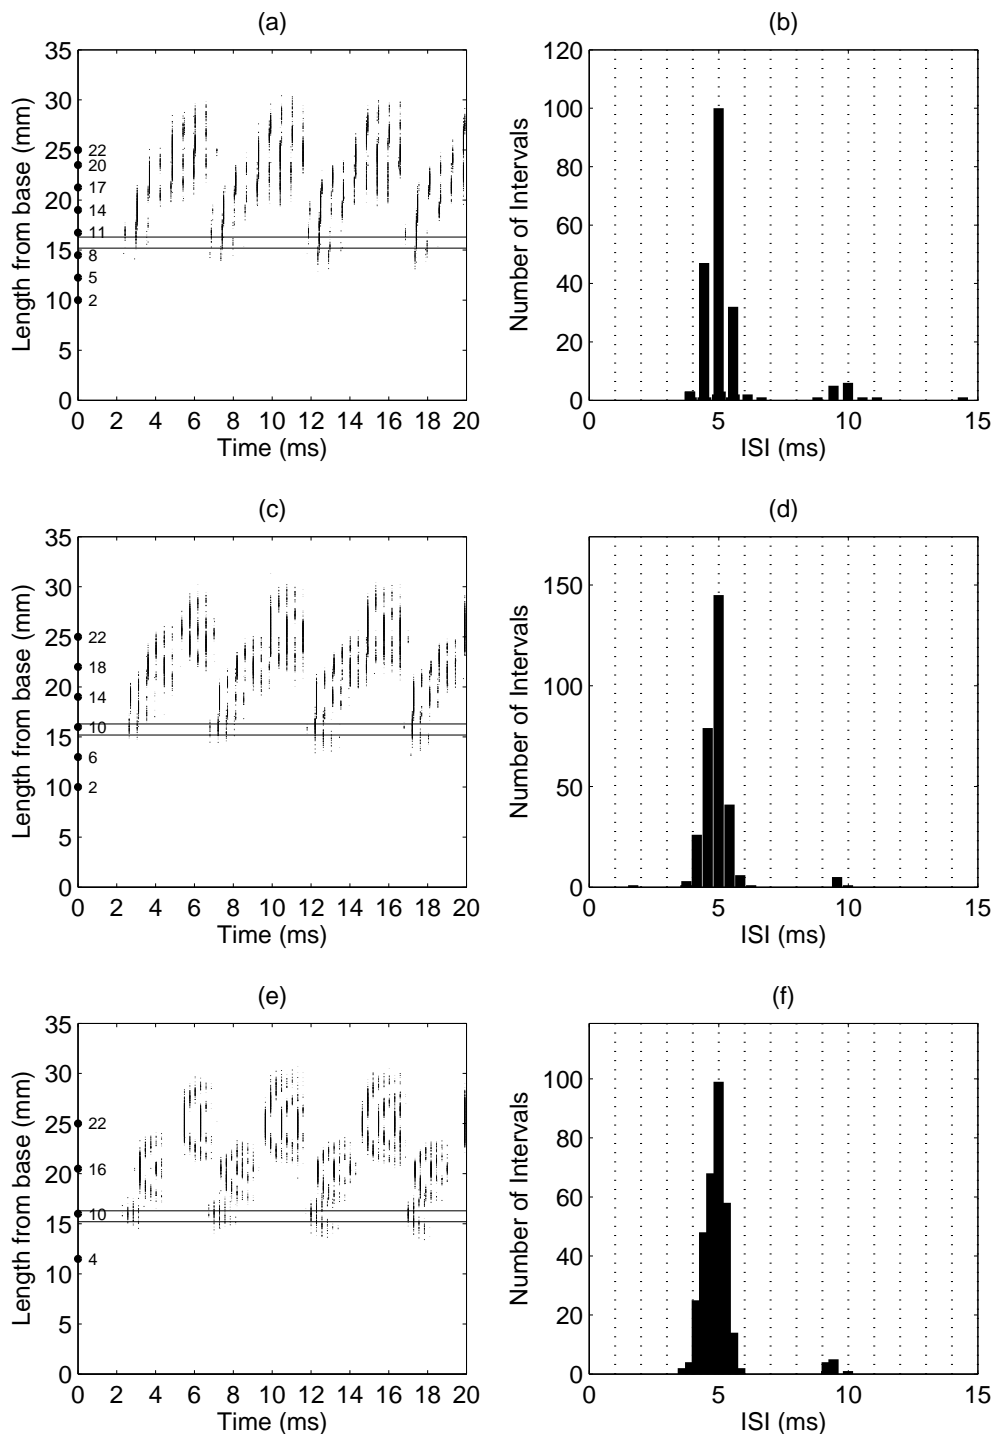 (a)
35
30
25
20
15
10
5
0
22
20
17
14
11
8
5
2
0 2 4 6 8 10 12 14 16 18 20
Length from base (mm)
Time (ms)
(b)
120
100
80
60
40
20
0
0 5 10 15
Number of Intervals
ISI (ms)
(c)
35
30
25
20
15
10
5
0
22
18
14
10
6
2
0 2 4 6 8 10 12 14 16 18 20
Length from base (mm)
Time (ms)
(d)
150
100
50
0
0 5 10 15
Number of Intervals
ISI (ms)
(e)
35
30
25
20
15
10
5
0
22
16
10
4
0 2 4 6 8 10 12 14 16 18 20
Length from base (mm)
Time (ms)
(f)
100
80
60
40
20
0
0 5 10 15
Number of Intervals
ISI (ms)